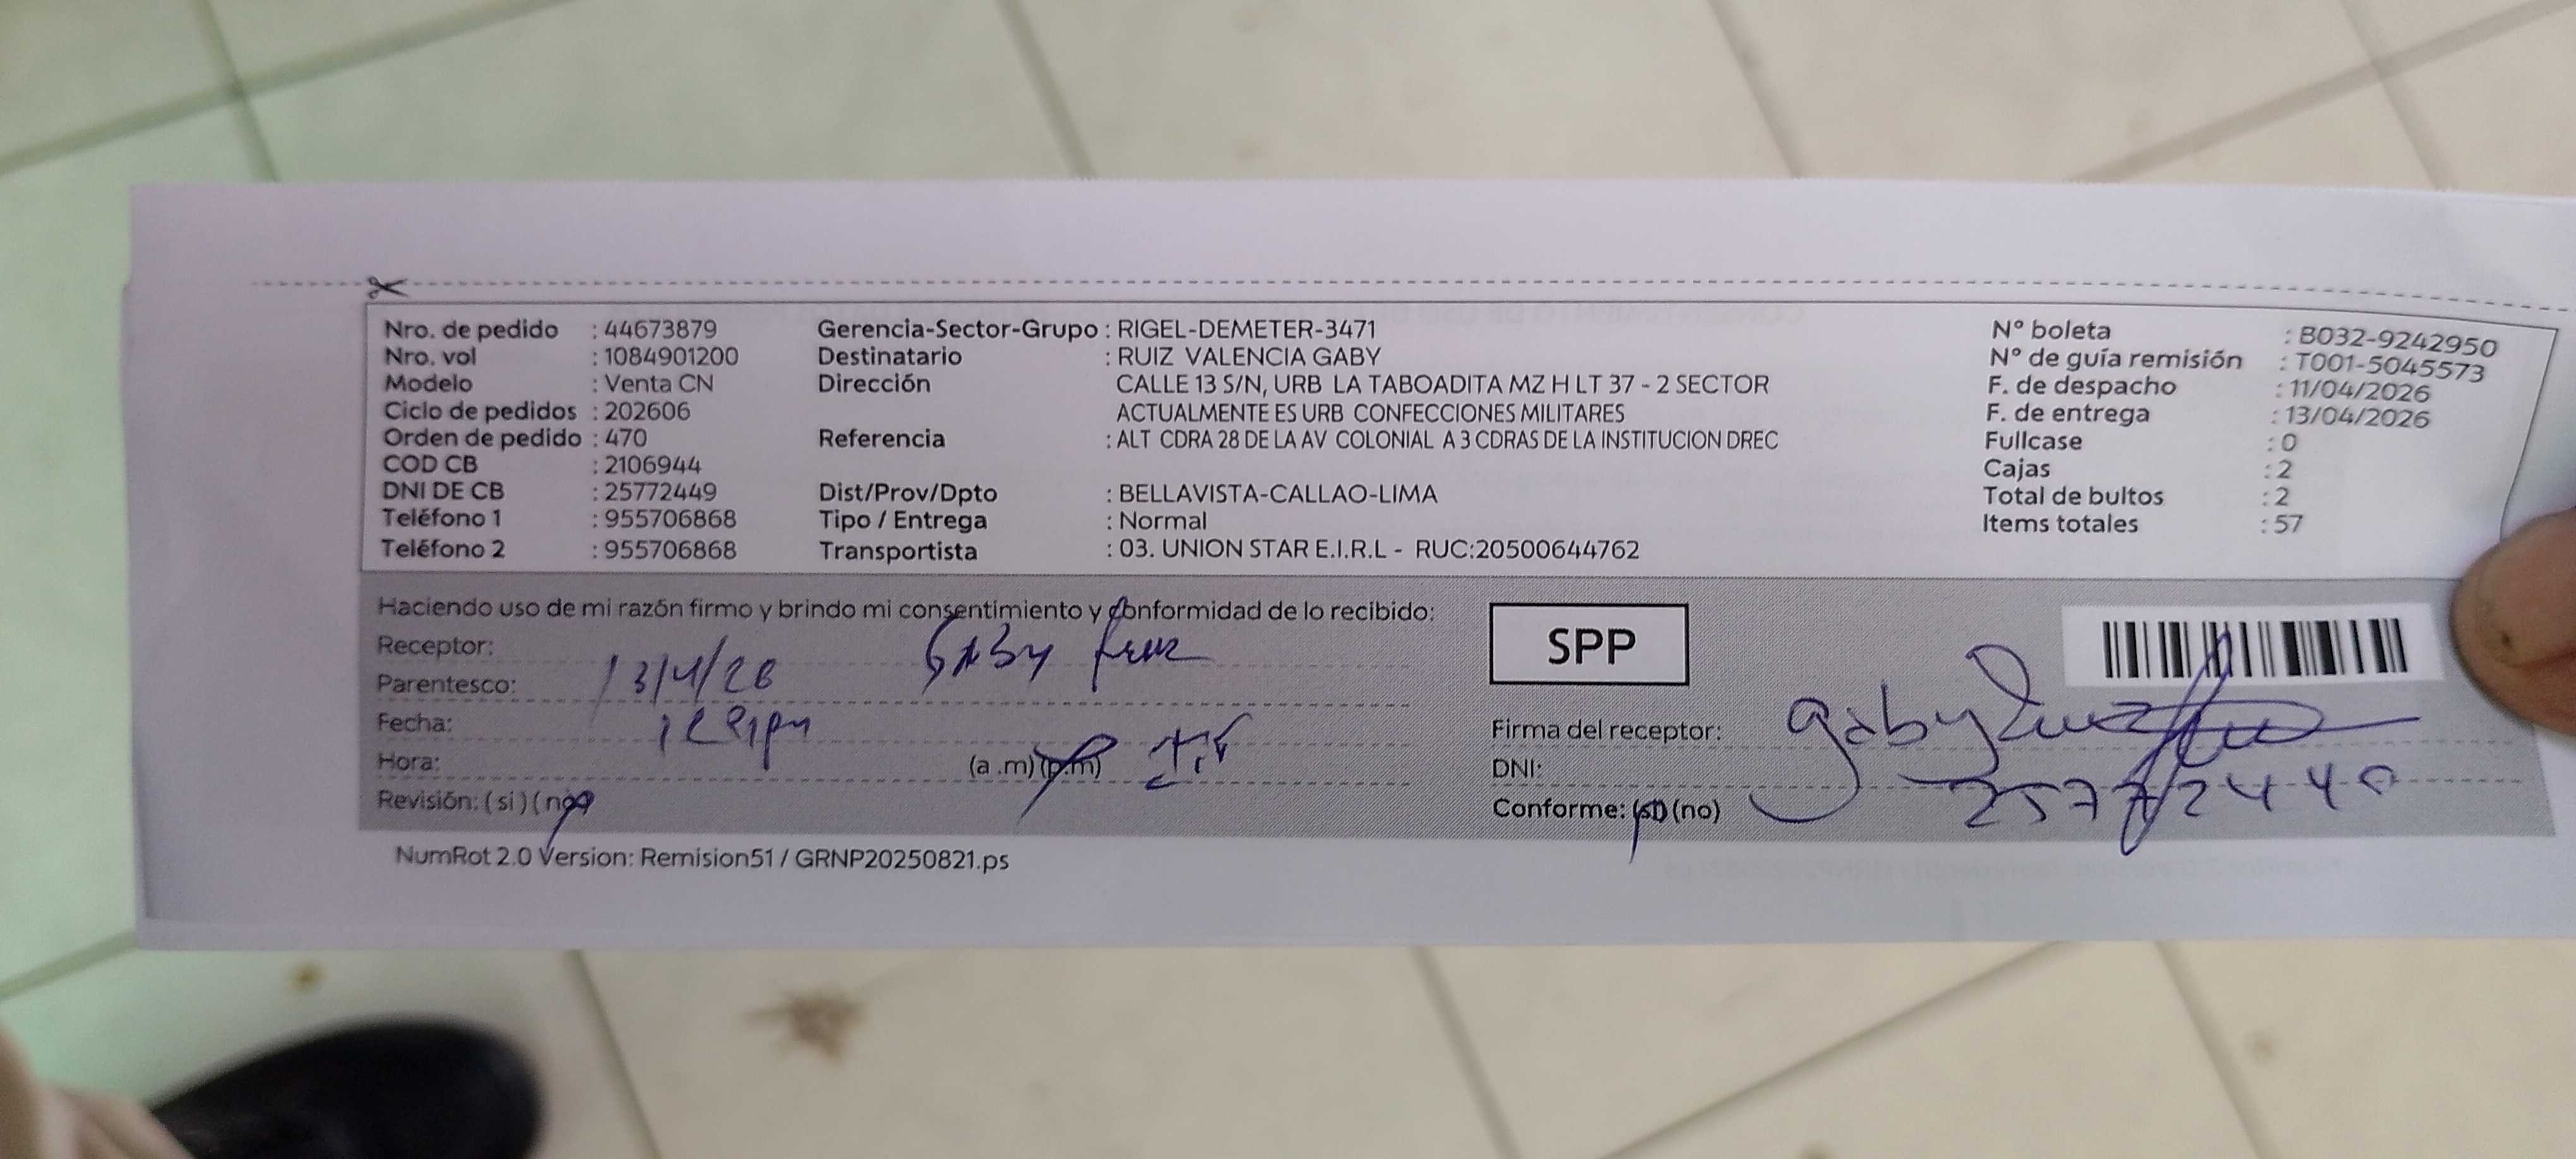 Nro. de pedido : 44673879
Nro. vol : 1084901200
Modelo : Venta CN
Ciclo de pedidos : 202606
Orden de pedido : 470
COD CB : 2106944
DNI DE CB : 25772449
Teléfono 1 : 955706868
Teléfono 2 : 955706868
Gerencia-Sector-Grupo : RIGEL-DEMETER-3471
Destinatario : RUIZ VALENCIA GABY
Dirección CALLE 13 S/N, URB LA TABOADITA MZ H LT 37 - 2 SECTOR
ACTUALMENTE ES URB CONFECCIONES MILITARES
Referencia : ALT CDRA 28 DE LA AV COLONIAL A 3 CDRAS DE LA INSTITUCION DREC
Dist/Prov/Dpto : BELLAVISTA-CALLAO-LIMA
Tipo / Entrega : Normal
Transportista : 03. UNION STAR E.I.R.L - RUC:20500644762
N° boleta : B032-9242950
N° de guía remisión : T001-5045573
F. de despacho : 11/04/2026
F. de entrega : 13/04/2026
Fullcase : 0
Cajas : 2
Total de bultos : 2
Items totales : 57
Haciendo uso de mi razón firmo y brindo mi consentimiento y conformidad de lo recibido:
Receptor: Gaby
Parentesco: 13/4/26
Fecha:
Hora: (a .m) (p.m)
Revisión: ( si ) ( no)
SPP
Firma del receptor: gaby
DNI: 25772449
Conforme: (si) (no)
NumRot 2.0 Version: Remision51 / GRNP20250821.ps